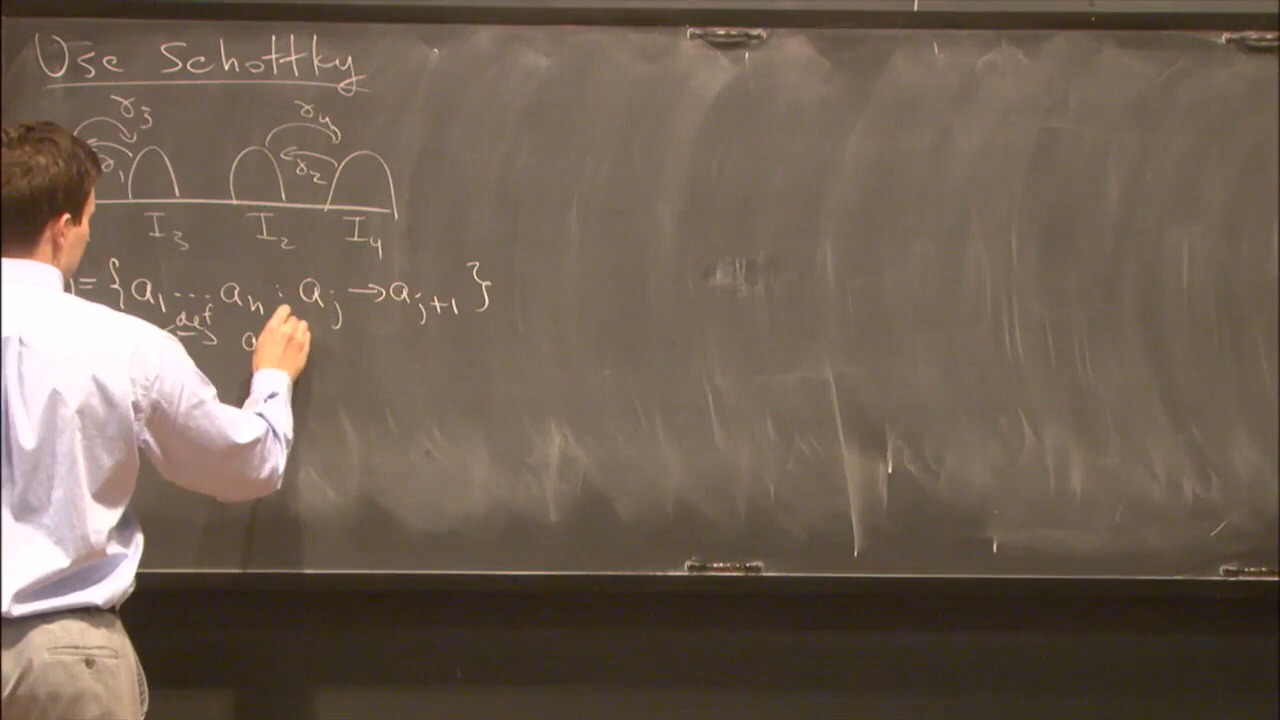 Use Schottky
γ₃ γ₄
γ₁ γ₂
I₃ I₂ I₄
= {a₁ ... aₙ : aⱼ → aⱼ₊₁}
def a